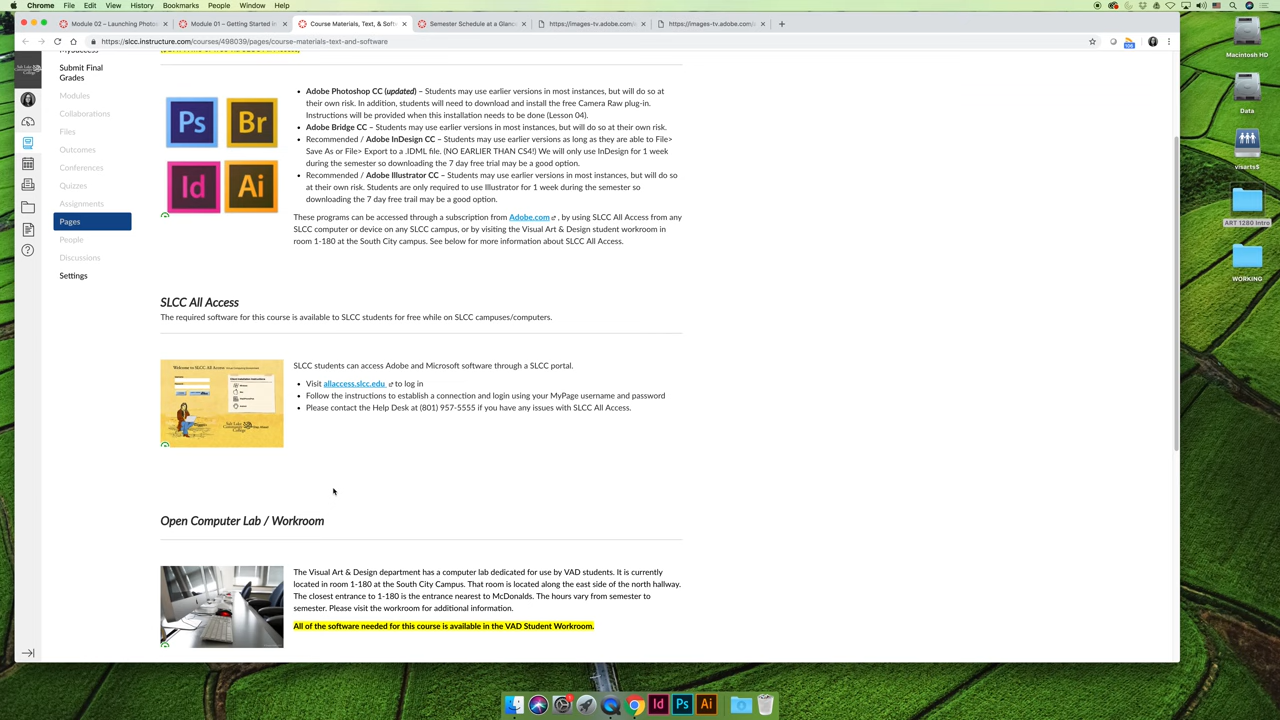 Chrome File Edit View History Bookmarks People Window Help
Module 02 – Launching Photos
Module 01 – Getting Started in
Course Materials, Text, & Soft
Semester Schedule at a Glance
https://images-tv.adobe.com/
https://images-tv.adobe.com/
https://slcc.instructure.com/courses/498039/pages/course-materials-text-and-software
106
MySuccess
Submit Final
Grades
Modules
Collaborations
Files
Outcomes
Conferences
Quizzes
Assignments
Pages
People
Discussions
Settings
Ps Br
Id Ai
Adobe Photoshop CC (updated) – Students may use earlier versions in most instances, but will do so at
their own risk. In addition, students will need to download and install the free Camera Raw plug-in.
Instructions will be provided when this installation needs to be done (Lesson 04).
Adobe Bridge CC – Students may use earlier versions in most instances, but will do so at their own risk.
Recommended / Adobe InDesign CC – Students may use earlier versions as long as they are able to File>
Save As or File> Export to a .IDML file. (NO EARLIER THAN CS4!) We will only use InDesign for 1 week
during the semester so downloading the 7 day free trial may be a good option.
Recommended / Adobe Illustrator CC – Students may use earlier versions in most instances, but will do so
at their own risk. Students are only required to use Illustrator for 1 week during the semester so
downloading the 7 day free trial may be a good option.
These programs can be accessed through a subscription from Adobe.com , by using SLCC All Access from any
SLCC computer or device on any SLCC campus, or by visiting the Visual Art & Design student workroom in
room 1-180 at the South City campus. See below for more information about SLCC All Access.
SLCC All Access
The required software for this course is available to SLCC students for free while on SLCC campuses/computers.
Welcome to SLCC All Access
SLCC students can access Adobe and Microsoft software through a SLCC portal.
Visit allaccess.slcc.edu to log in
Follow the instructions to establish a connection and login using your MyPage username and password
Please contact the Help Desk at (801) 957-5555 if you have any issues with SLCC All Access.
Open Computer Lab / Workroom
The Visual Art & Design department has a computer lab dedicated for use by VAD students. It is currently
located in room 1-180 at the South City Campus. That room is located along the east side of the north hallway.
The closest entrance to 1-180 is the entrance nearest to McDonalds. The hours vary from semester to
semester. Please visit the workroom for additional information.
All of the software needed for this course is available in the VAD Student Workroom.
Macintosh HD
Data
visarts$
ART 1280 Intro
WORKING
Id Ps Ai